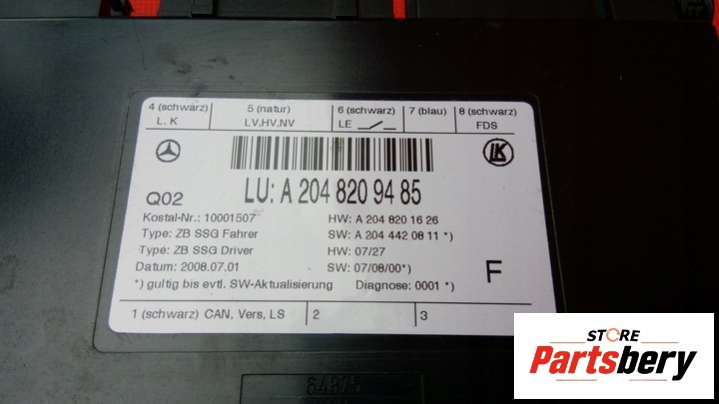 4 (schwarz) 5 (natur) 6 (schwarz) 7 (blau) 8 (schwarz)
L. K LV.HV.NV LE FDS
LK
Q02 LU: A 204 820 94 85
Kostal-Nr.: 10001507 HW: A 204 820 16 26
Type: ZB SSG Fahrer SW: A 204 442 08 11 *)
Type: ZB SSG Driver HW: 07/27
Datum: 2008.07.01 SW: 07/08/00*)
*) gultig bis evtl. SW-Aktualisierung Diagnose: 0001 *)
F
1 (schwarz) CAN, Vers, LS 2 3
STORE
Partsbery